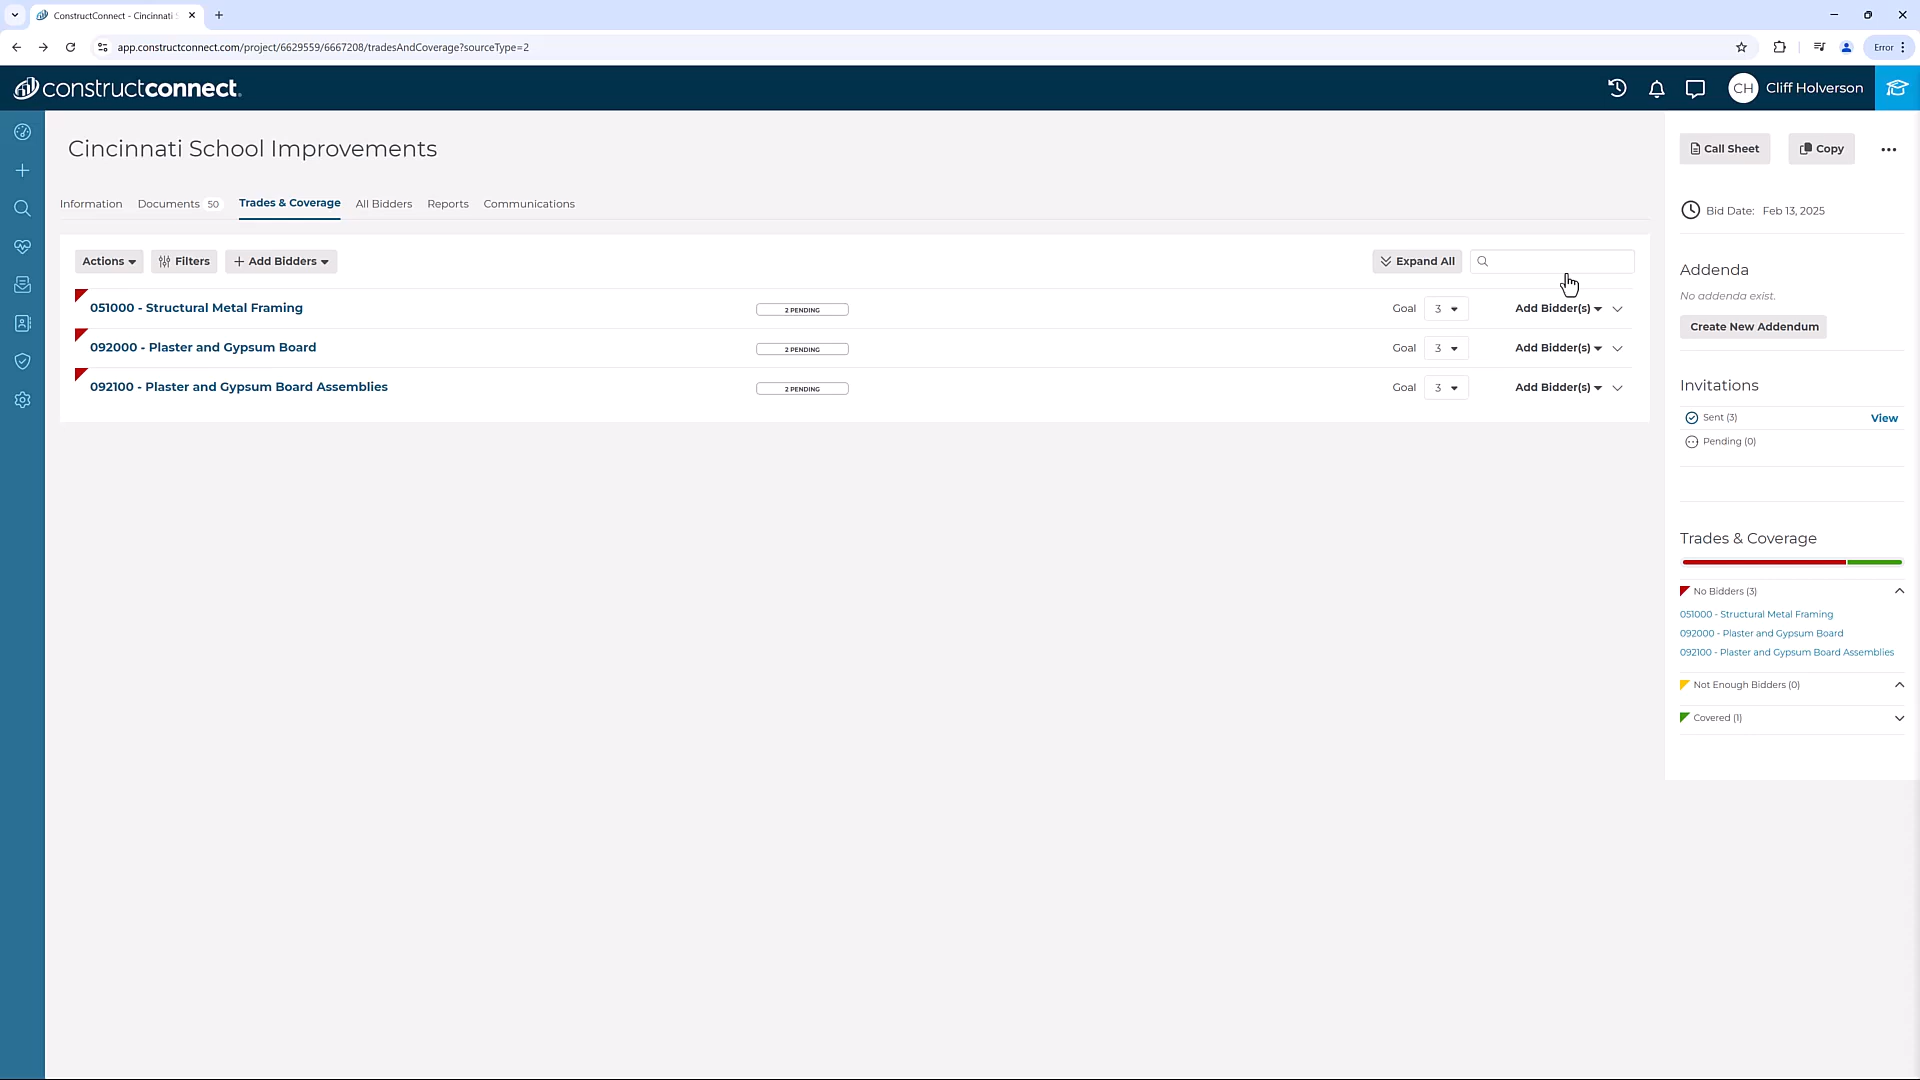 ConstructConnect - Cincinnati S
app.constructconnect.com/project/6629559/6667208/tradesAndCoverage?sourceType=2
Error
constructconnect.
CH
Cliff Holverson
Cincinnati School Improvements
Call Sheet
Copy
Information
Documents 50
Trades & Coverage
All Bidders
Reports
Communications
Bid Date: Feb 13, 2025
Actions
Filters
Add Bidders
Expand All
Addenda
No addenda exist.
Create New Addendum
051000 - Structural Metal Framing
2 PENDING
Goal 3
Add Bidder(s)
092000 - Plaster and Gypsum Board
2 PENDING
Goal 3
Add Bidder(s)
092100 - Plaster and Gypsum Board Assemblies
2 PENDING
Goal 3
Add Bidder(s)
Invitations
Sent (3)
View
Pending (0)
Trades & Coverage
No Bidders (3)
051000 - Structural Metal Framing
092000 - Plaster and Gypsum Board
092100 - Plaster and Gypsum Board Assemblies
Not Enough Bidders (0)
Covered (1)